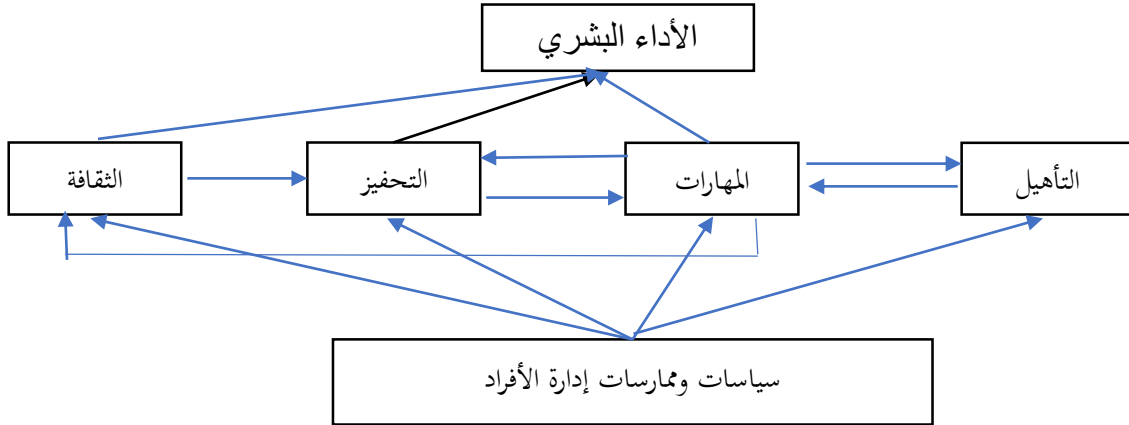 الأداء البشري
التأهيل
المهارات
التحفيز
الثقافة
سياسات وممارسات إدارة الأفراد